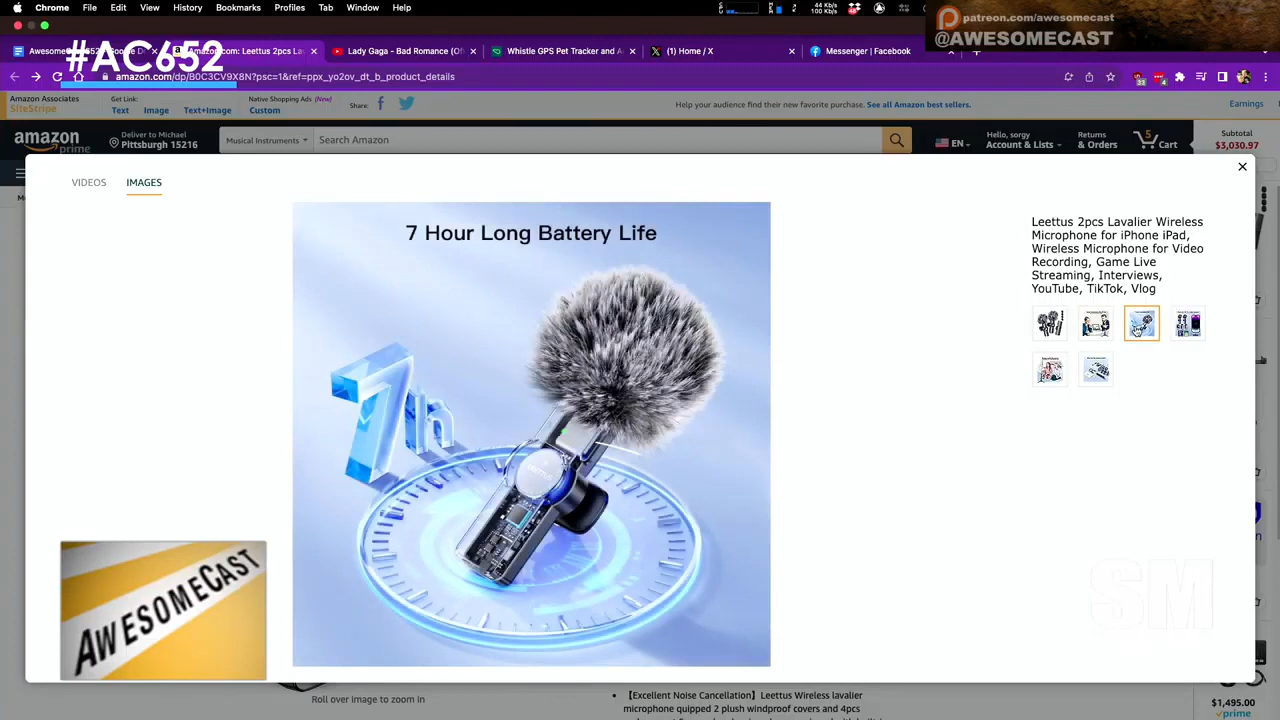 Chrome File Edit View History Bookmarks Profiles Tab Window Help
44 Kb/s
100 Kb/s
patreon.com/awesomecast
@AWESOMECAST
#AC652
Lady Gaga - Bad Romance (Of
Whistle GPS Pet Tracker and A
(1) Home / X
Messenger | Facebook
amazon.com/dp/B0C3CV9X8N?psc=1&ref=ppx_yo2ov_dt_b_product_details
Amazon Associates
SiteStripe
Get Link:
Text Image Text+Image
Native Shopping Ads (New)
Custom
Share:
Help your audience find their new favorite purchase. See all Amazon best sellers.
Earnings
amazon
prime
Deliver to Michael
Pittsburgh 15216
Musical Instruments
Search Amazon
EN
Hello, sorgy
Account & Lists
Returns
& Orders
5
Cart
Subtotal
$3,030.97
VIDEOS IMAGES
7 Hour Long Battery Life
7h
Leettus 2pcs Lavalier Wireless
Microphone for iPhone iPad,
Wireless Microphone for Video
Recording, Game Live
Streaming, Interviews,
YouTube, TikTok, Vlog
AWESOMECAST
SM
Roll over image to zoom in
• 【Excellent Noise Cancellation】Leettus Wireless lavalier
microphone quipped 2 plush windproof covers and 4pcs
$1,495.00
prime